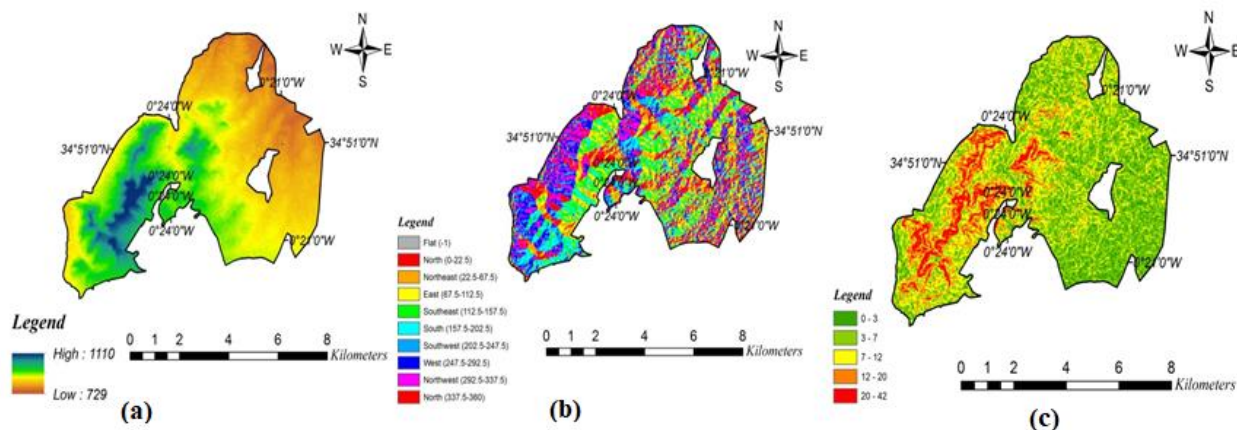 N
W E
S
0°21'0"W
0°24'0"W
34°51'0"N
34°51'0"N
0°24'0"W
0°24'0"W
0°21'0"W
Legend
High : 1110
Low : 729
0 2 4 6 8
Kilometers
(a)
N
W E
S
0°21'0"W
0°24'0"W
34°51'0"N
34°51'0"N
0°24'0"W
0°24'0"W
0°21'0"W
Legend
Flat (-1)
North (0-22.5)
Northeast (22.5-67.5)
East (67.5-112.5)
Southeast (112.5-157.5)
South (157.5-202.5)
Southwest (202.5-247.5)
West (247.5-292.5)
Northwest (292.5-337.5)
North (337.5-360)
0 2 4 6 8
Kilometers
(b)
N
W E
S
0°21'0"W
0°24'0"W
34°51'0"N
34°51'0"N
0°24'0"W
0°24'0"W
0°21'0"W
Legend
0 - 3
3 - 7
7 - 12
12 - 20
20 - 42
0 2 4 6 8
Kilometers
(c)